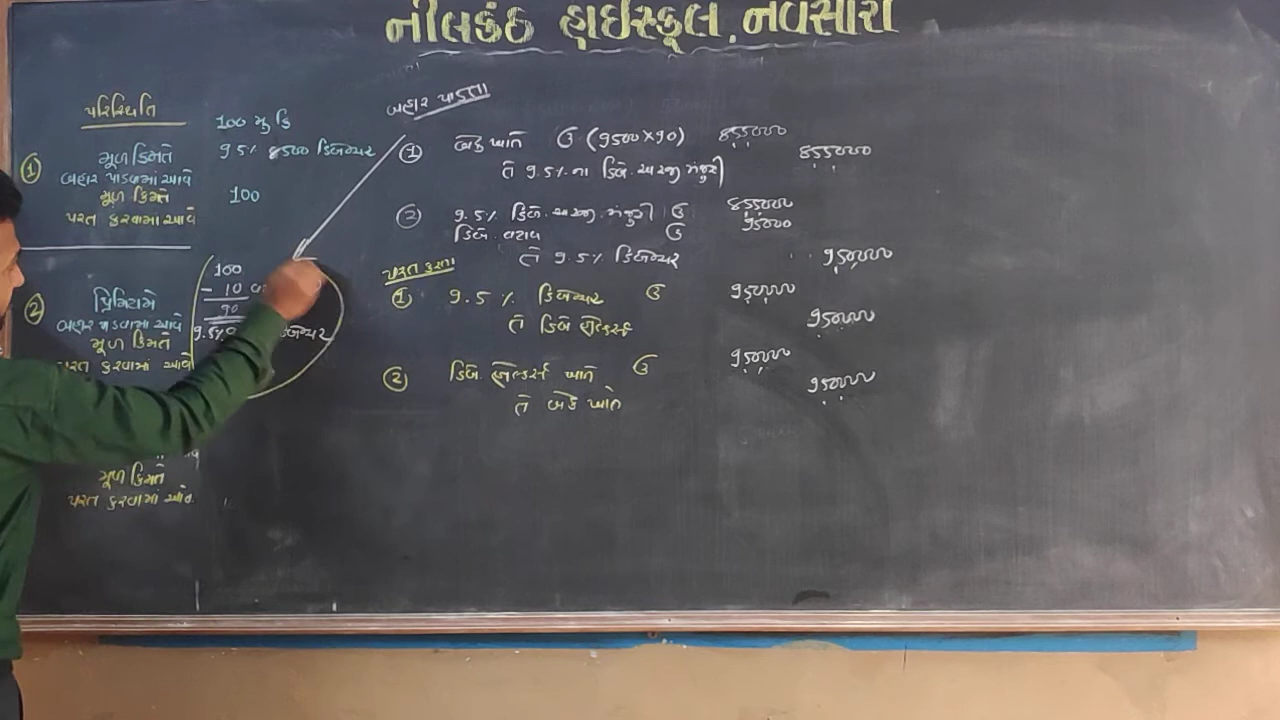 નીલકંઠ હાઇસ્કૂલ, નવસારી
પરિસ્થિતિ
100 મુ કિ
① મૂળ કિંમતે
9.5% 8500 ડિબેન્ચર
બહાર પાડવામાં આવે
મૂળ કિંમતે
100
પરત કરવામાં આવે
② પ્રિમિયમે
બહાર પાડવામાં આવે
મૂળ કિંમતે
પરત કરવામાં આવે
100
- 10
90
9.5%
મૂળ કિંમતે
પરત કરવામાં આવે
બહાર પાડતા
① બેંક ખાતે ઉ (9500×90) 855000
તે 9.5% ના ડિબે. અરજી મંજુરી 855000
② 9.5% ડિબે. અરજી. મંજુરી ઉ 855000
ડિબે. વટાવ ઉ 95000
તે 9.5% ડિબેન્ચર 950000
પરત કરતા
① 9.5% ડિબેન્ચર ઉ 950000
તે ડિબે હોલ્ડર્સ 950000
② ડિબે. હોલ્ડર્સ ખાતે ઉ 950000
તે બેંક ખાતે 950000